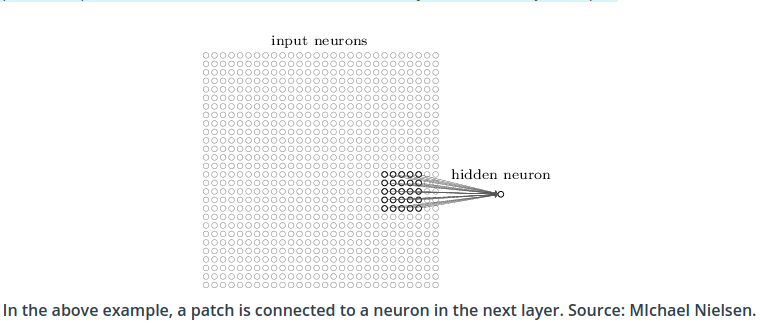 input neurons
hidden neuron
In the above example, a patch is connected to a neuron in the next layer. Source: MIchael Nielsen.